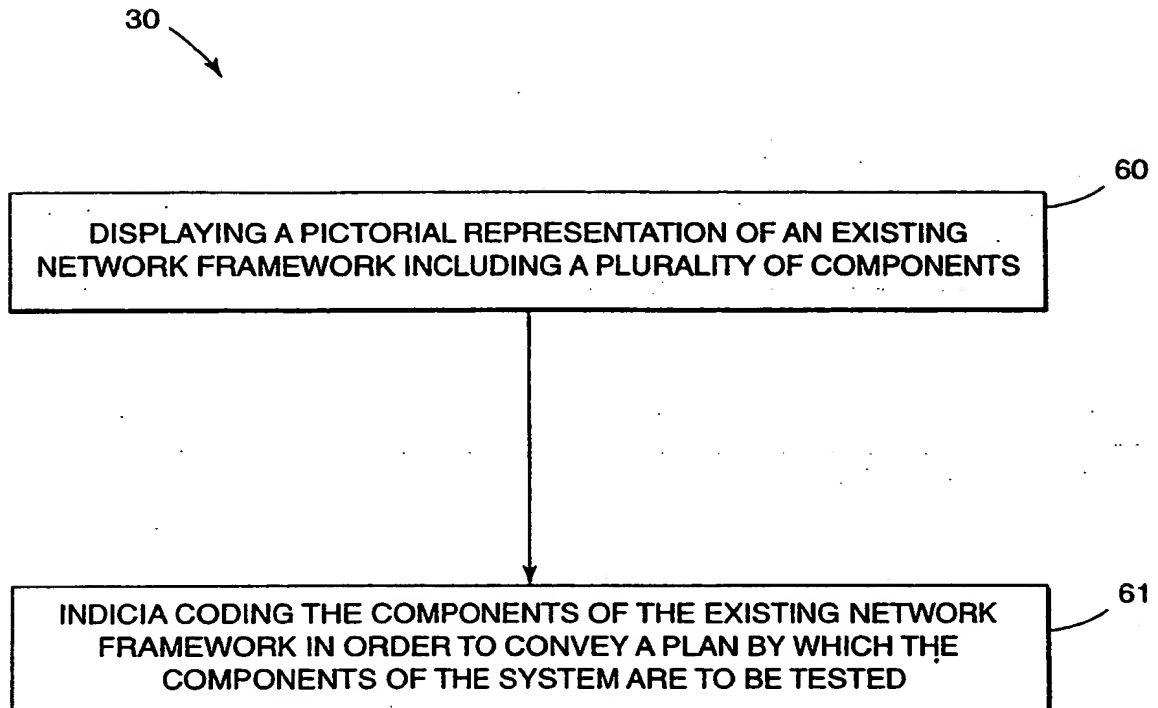 30
60
DISPLAYING A PICTORIAL REPRESENTATION OF AN EXISTING
NETWORK FRAMEWORK INCLUDING A PLURALITY OF COMPONENTS
61
INDICIA CODING THE COMPONENTS OF THE EXISTING NETWORK
FRAMEWORK IN ORDER TO CONVEY A PLAN BY WHICH THE
COMPONENTS OF THE SYSTEM ARE TO BE TESTED